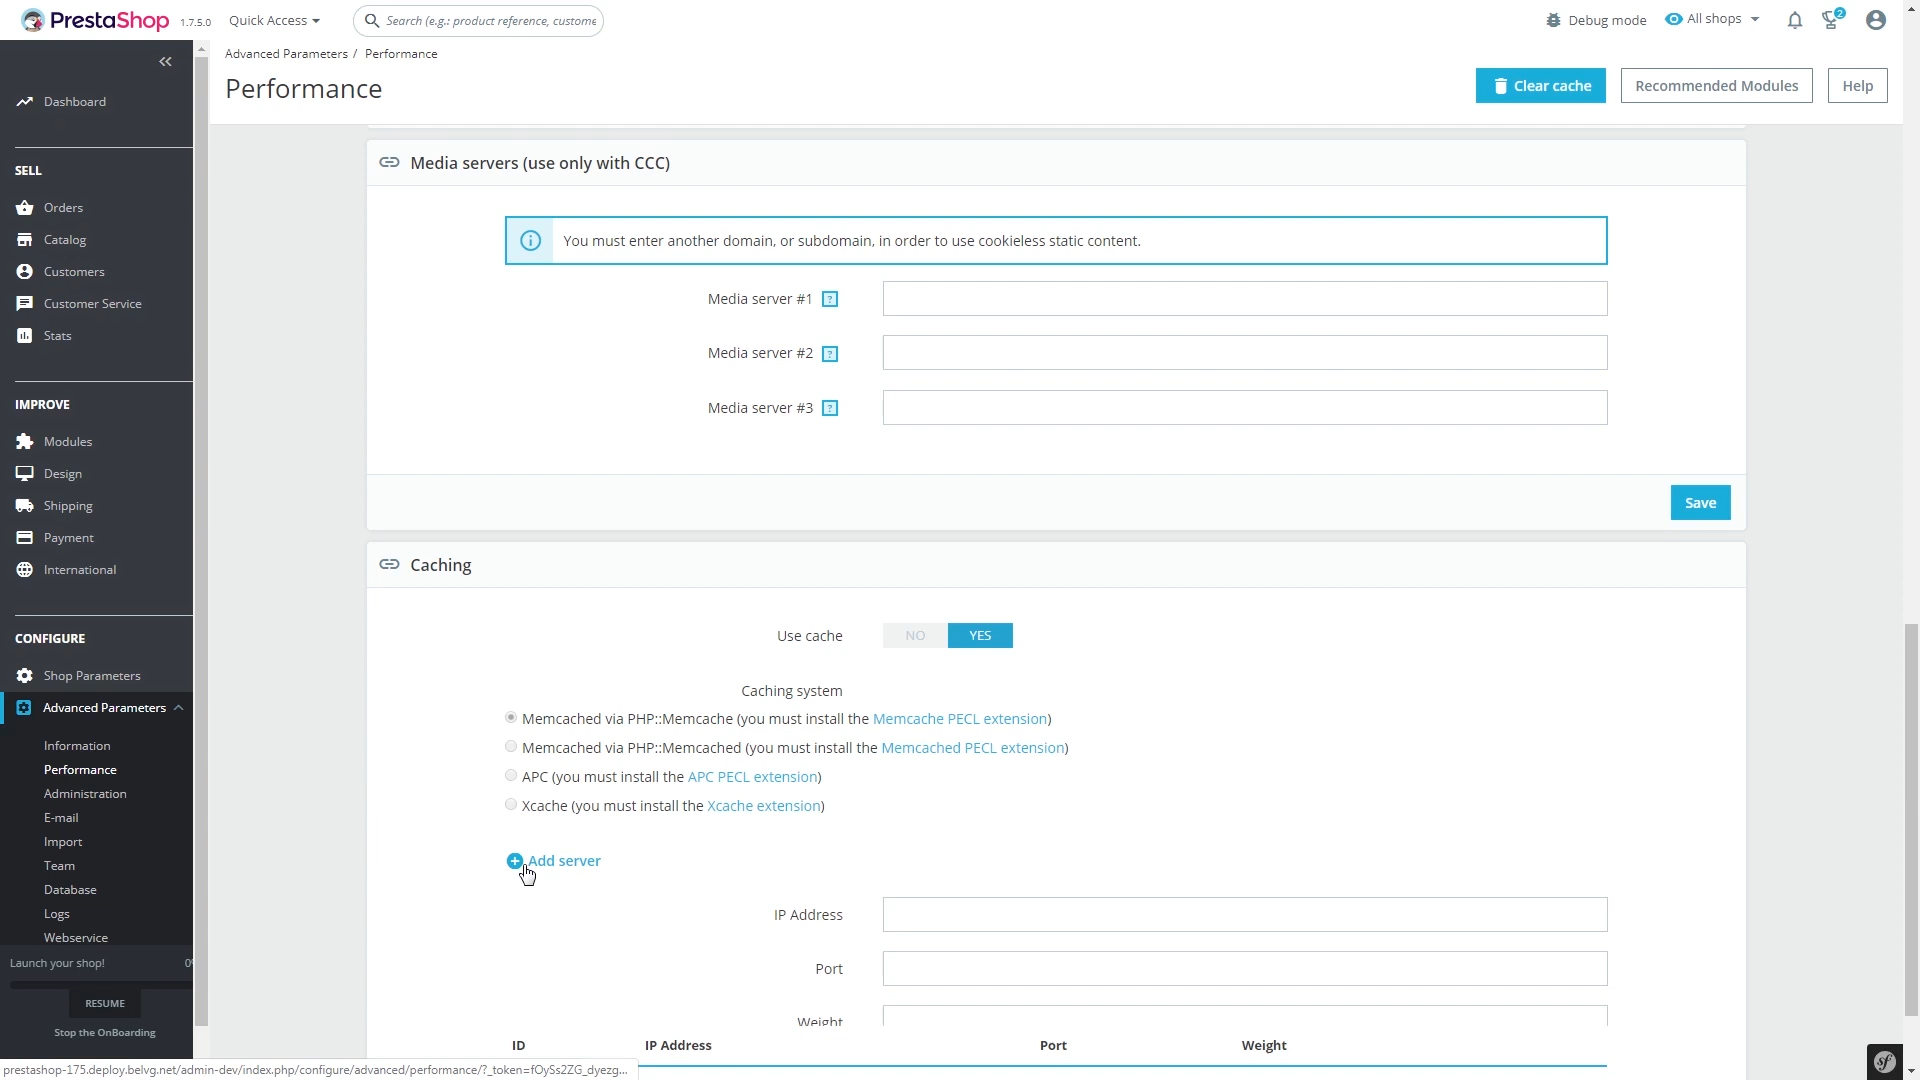 PrestaShop 1.7.5.0 Quick Access Search (e.g.: product reference, custome Debug mode All shops 2
Advanced Parameters / Performance
Performance
Clear cache Recommended Modules Help
Dashboard
SELL
Orders
Catalog
Customers
Customer Service
Stats
IMPROVE
Modules
Design
Shipping
Payment
International
CONFIGURE
Shop Parameters
Advanced Parameters
Information
Performance
Administration
E-mail
Import
Team
Database
Logs
Webservice
Launch your shop!
RESUME
Stop the OnBoarding
Media servers (use only with CCC)
You must enter another domain, or subdomain, in order to use cookieless static content.
Media server #1 ?
Media server #2 ?
Media server #3 ?
Save
Caching
Use cache NO YES
Caching system
Memcached via PHP::Memcache (you must install the Memcache PECL extension)
Memcached via PHP::Memcached (you must install the Memcached PECL extension)
APC (you must install the APC PECL extension)
Xcache (you must install the Xcache extension)
Add server
IP Address
Port
Weight
ID IP Address Port Weight
prestashop-175.deploy.belvg.net/admin-dev/index.php/configure/advanced/performance/?_token=fOySs2ZG_dyezg...
sf